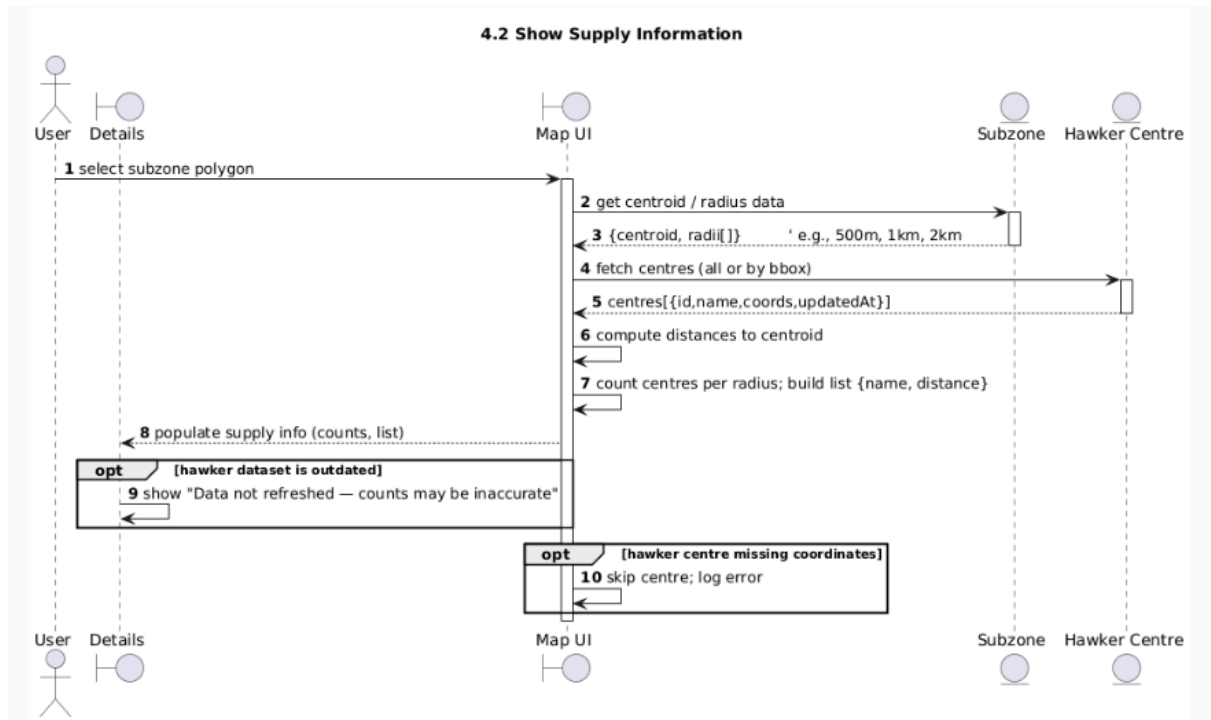 4.2 Show Supply Information
User Details Map UI Subzone Hawker Centre
1 select subzone polygon
2 get centroid / radius data
3 {centroid, radii[]} ' e.g., 500m, 1km, 2km
4 fetch centres (all or by bbox)
5 centres[{id,name,coords,updatedAt}]
6 compute distances to centroid
7 count centres per radius; build list {name, distance}
8 populate supply info (counts, list)
opt [hawker dataset is outdated]
9 show "Data not refreshed — counts may be inaccurate"
opt [hawker centre missing coordinates]
10 skip centre; log error
User Details Map UI Subzone Hawker Centre